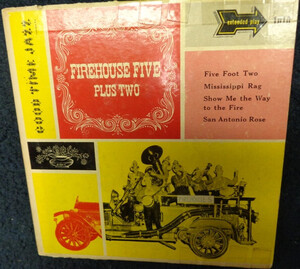 GOOD TIME JAZZ
extended play
FIREHOUSE FIVE
PLUS TWO
Five Foot Two
Mississippi Rag
Show Me the Way
to the Fire
San Antonio Rose